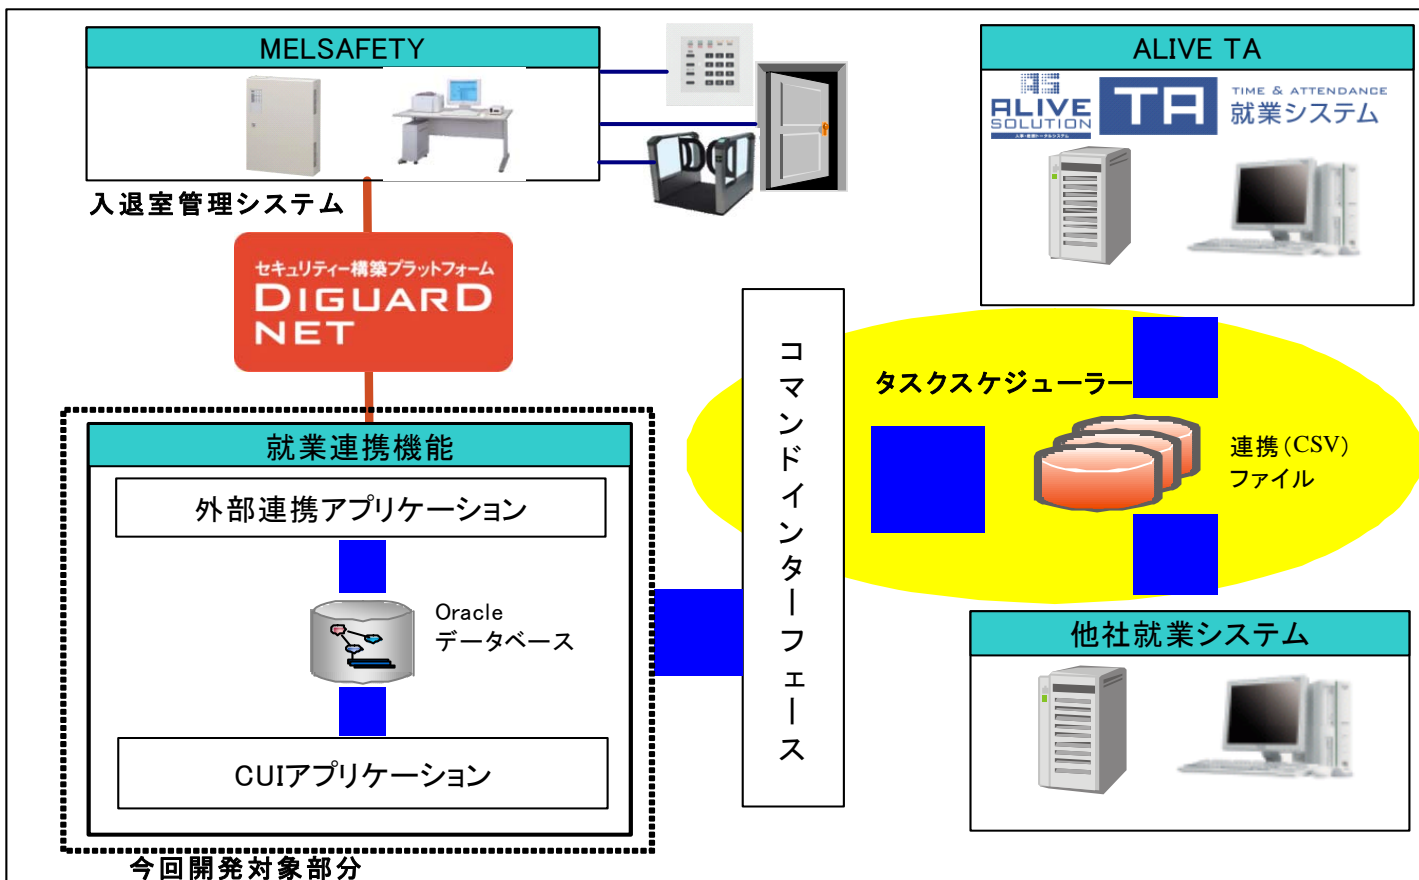 MELSAFETY
入退室管理システム
セキュリティー構築プラットフォーム
DIGUARD
NET
就業連携機能
外部連携アプリケーション
Oracle
データベース
CUIアプリケーション
今回開発対象部分
コマンドインターフェース
タスクスケジューラー
連携(CSV)
ファイル
ALIVE TA
ALIVE
SOLUTION
TA
TIME & ATTENDANCE
就業システム
他社就業システム